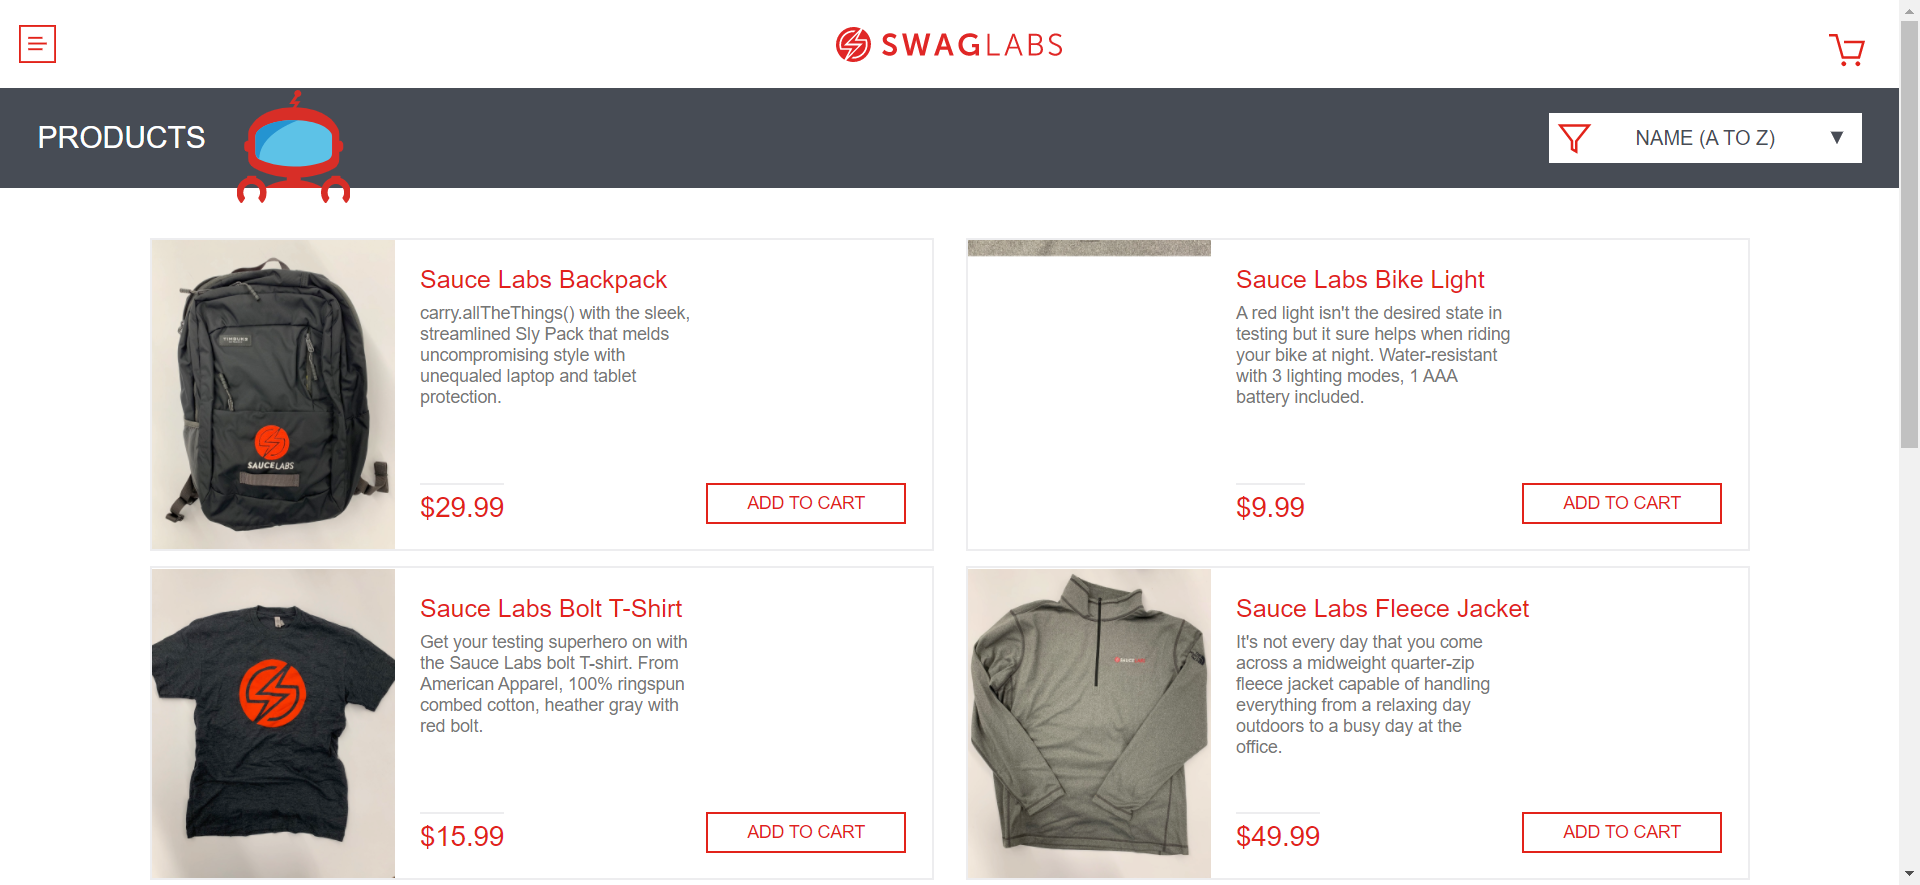 SWAGLABS
PRODUCTS
NAME (A TO Z)
Sauce Labs Backpack
carry.allTheThings() with the sleek,
streamlined Sly Pack that melds
uncompromising style with
unequaled laptop and tablet
protection.
SAUCELABS
$29.99
ADD TO CART
Sauce Labs Bike Light
A red light isn't the desired state in
testing but it sure helps when riding
your bike at night. Water-resistant
with 3 lighting modes, 1 AAA
battery included.
$9.99
ADD TO CART
Sauce Labs Bolt T-Shirt
Get your testing superhero on with
the Sauce Labs bolt T-shirt. From
American Apparel, 100% ringspun
combed cotton, heather gray with
red bolt.
$15.99
ADD TO CART
Sauce Labs Fleece Jacket
It's not every day that you come
across a midweight quarter-zip
fleece jacket capable of handling
everything from a relaxing day
outdoors to a busy day at the
office.
$49.99
ADD TO CART